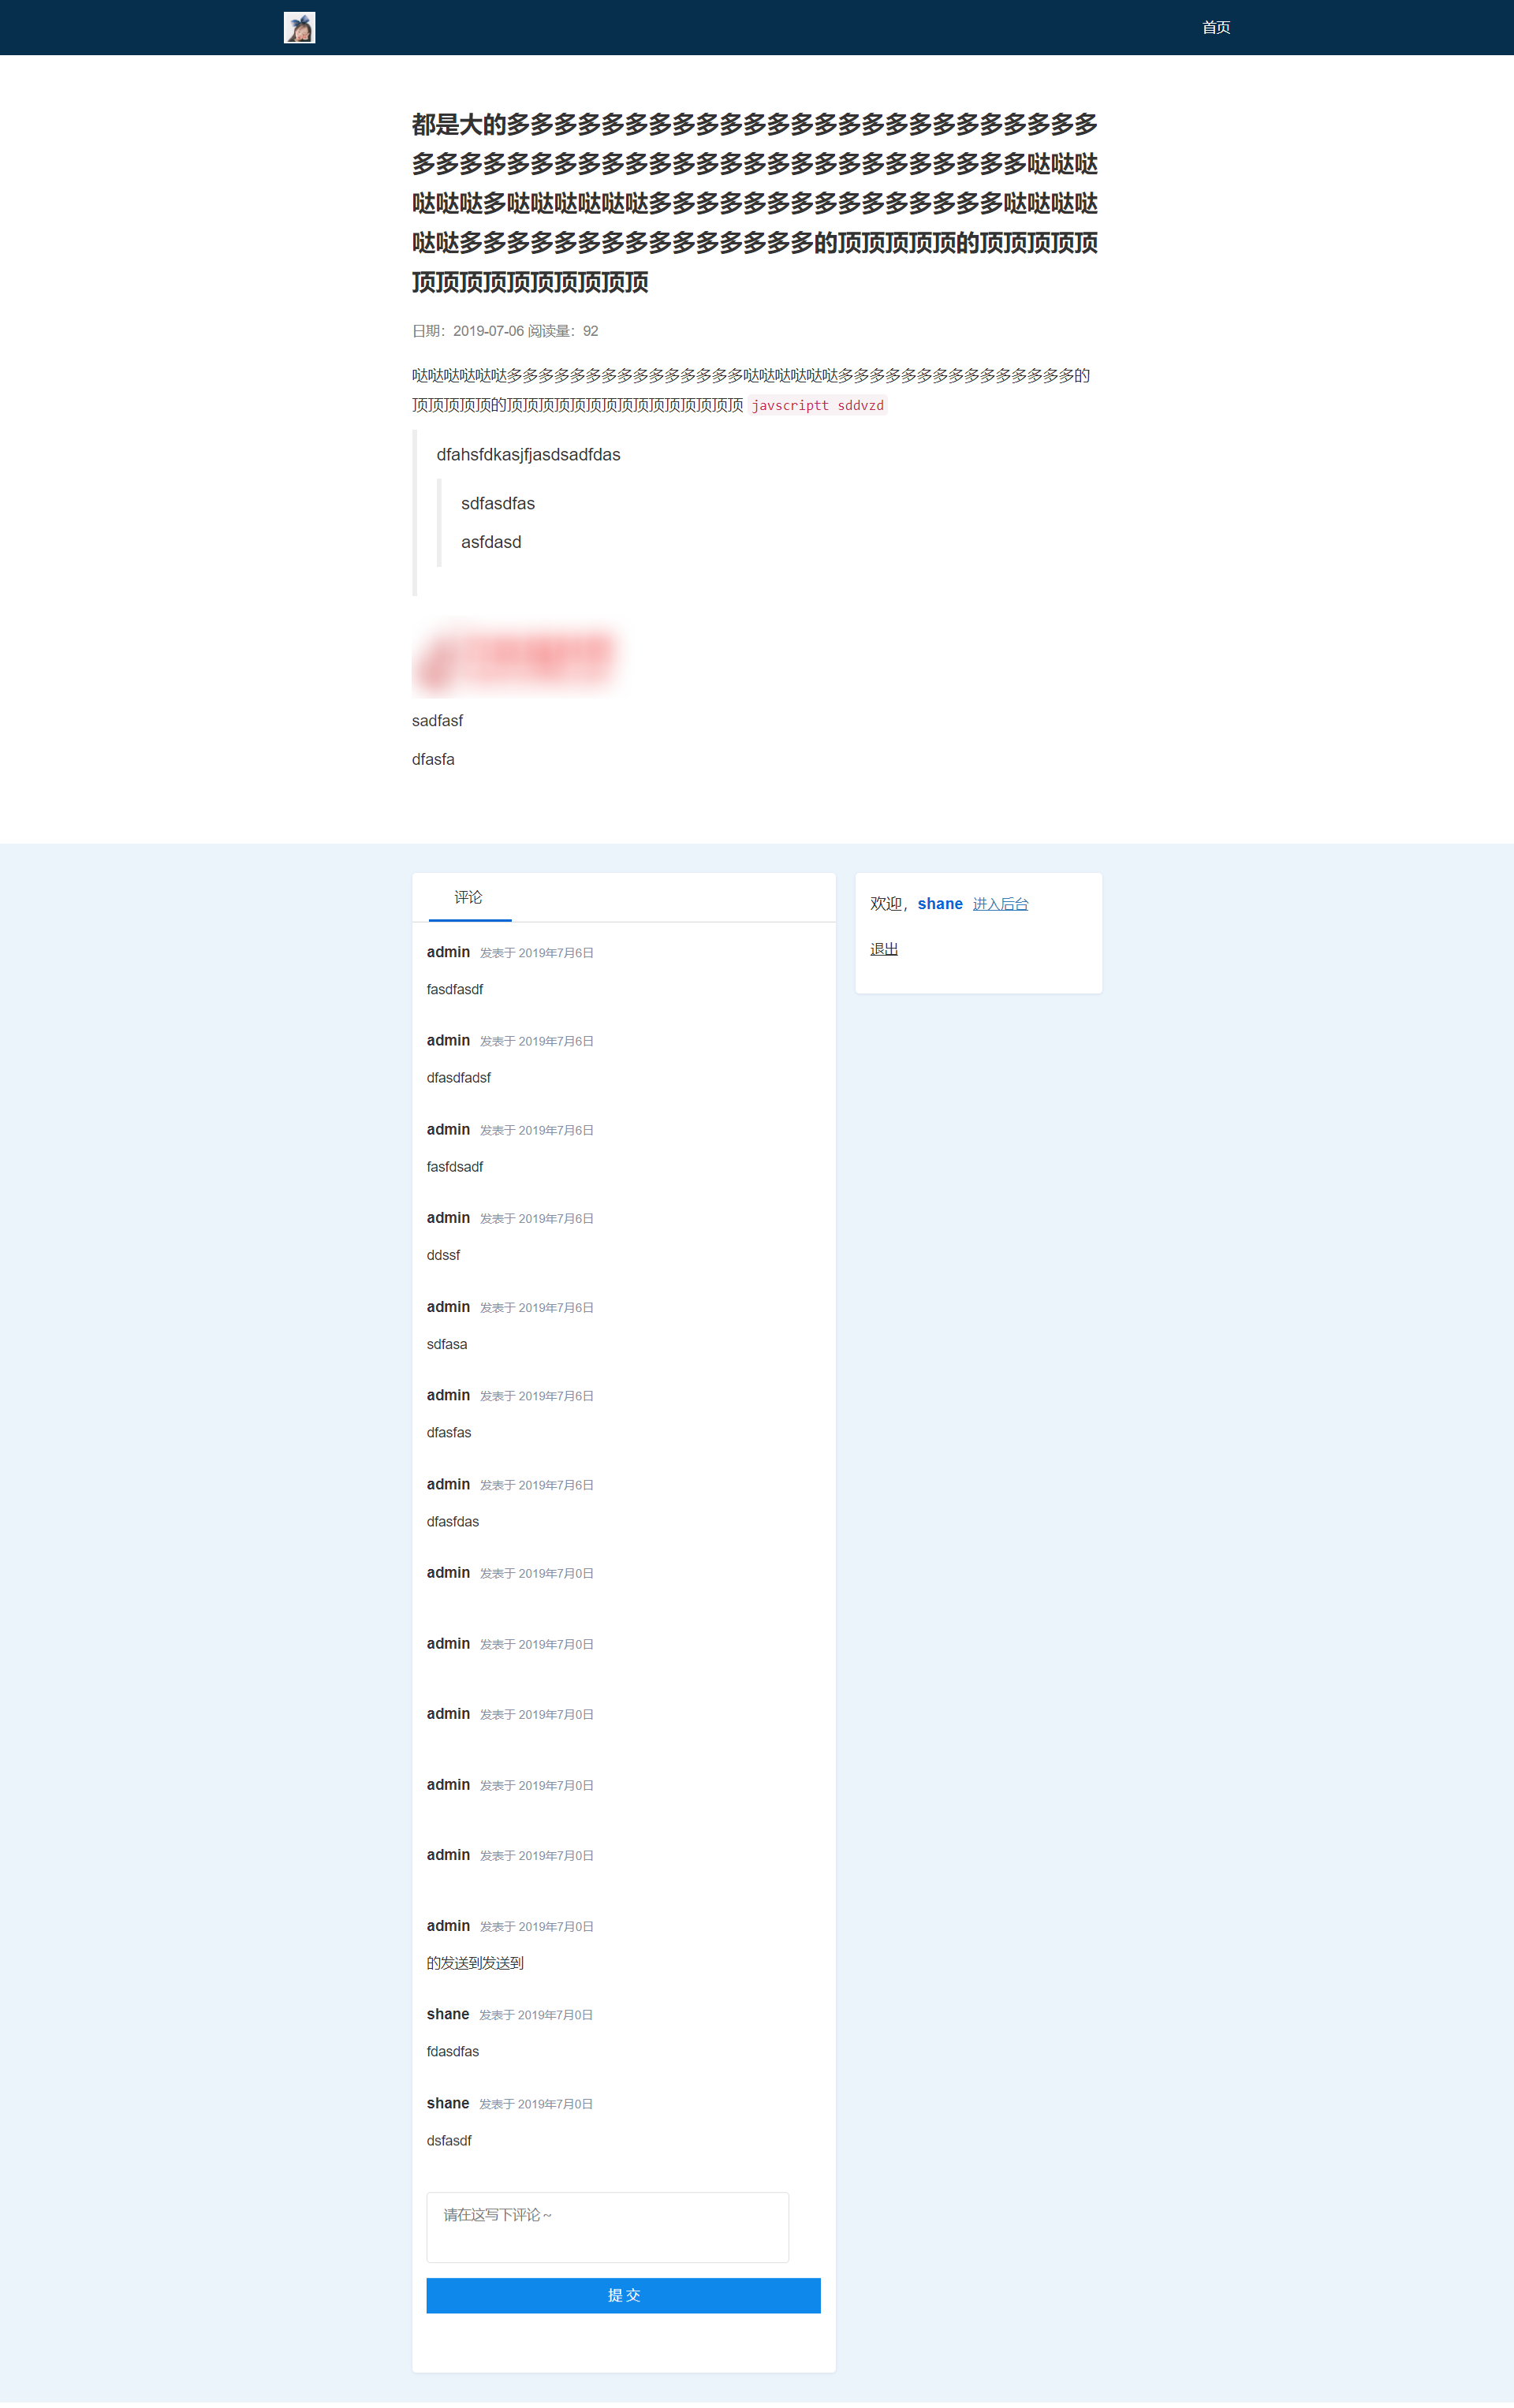 首页
都是大的多多多多多多多多多多多多多多多多多多多多多多多多多
多多多多多多多多多多多多多多多多多多多多多多多多多多哒哒哒
哒哒哒多哒哒哒哒哒哒多多多多多多多多多多多多多多多哒哒哒哒
哒哒多多多多多多多多多多多多多多多的顶顶顶顶顶的顶顶顶顶顶
顶顶顶顶顶顶顶顶顶顶
日期：2019-07-06 阅读量：92
哒哒哒哒哒哒多多多多多多多多多多多多多多多哒哒哒哒哒哒多多多多多多多多多多多多多多多的
顶顶顶顶顶的顶顶顶顶顶顶顶顶顶顶顶顶顶顶顶 javscriptt sddvzd
dfahsfdkasjfjasdsadfdas
sdfasdfas
asfdasd
sadfasf
dfasfa
评论
admin 发表于 2019年7月6日
fasdfasdf
admin 发表于 2019年7月6日
dfasdfadsf
admin 发表于 2019年7月6日
fasfdsadf
admin 发表于 2019年7月6日
ddssf
admin 发表于 2019年7月6日
sdfasa
admin 发表于 2019年7月6日
dfasfas
admin 发表于 2019年7月6日
dfasfdas
admin 发表于 2019年7月0日
admin 发表于 2019年7月0日
admin 发表于 2019年7月0日
admin 发表于 2019年7月0日
admin 发表于 2019年7月0日
admin 发表于 2019年7月0日
的发送到发送到
shane 发表于 2019年7月0日
fdasdfas
shane 发表于 2019年7月0日
dsfasdf
请在这写下评论 ~
提 交
欢迎，shane 进入后台
退出